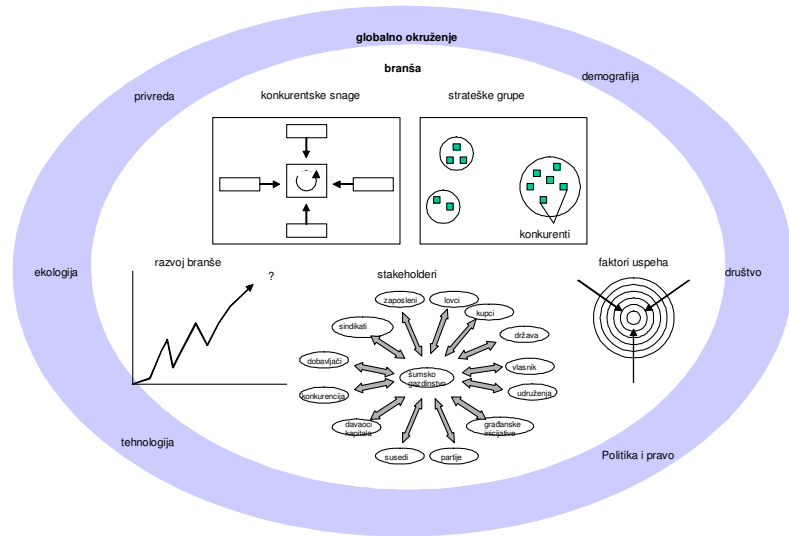 globalno okruženje
branša
demografija
privreda
konkurentske snage
strateške grupe
konkurenti
ekologija
razvoj branše
?
stakeholderi
faktori uspeha
društvo
zaposleni
lovci
kupci
sindikati
država
dobavljači
šumsko
gazdinstvo
vlasnik
konkurencija
udruženja
davaoci
kapitala
građanske
inicijative
susedi
partije
tehnologija
Politika i pravo